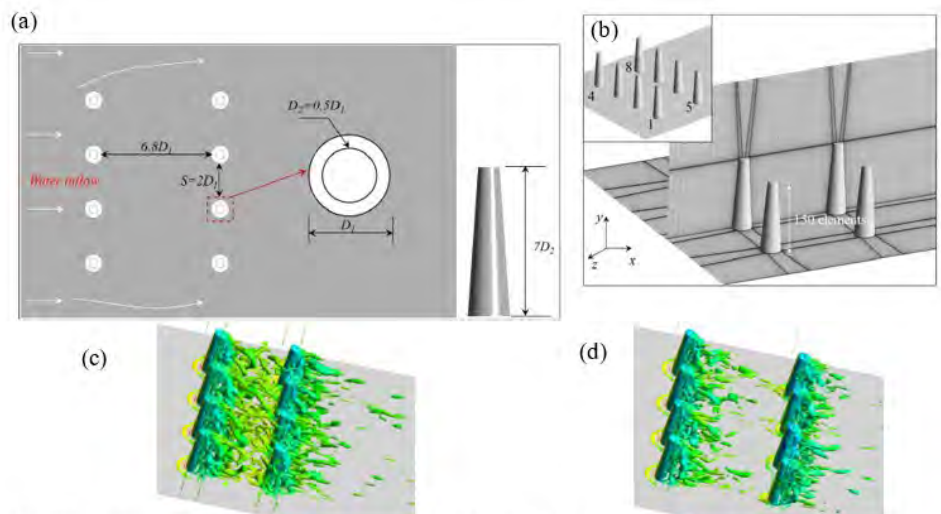 (a)
D₂=0.5D₁
6.8D₁
S=2D₁
Water inflow
D₁
7D₂
(b)
8
4
5
1
150 elements
y
z
x
(c)
(d)